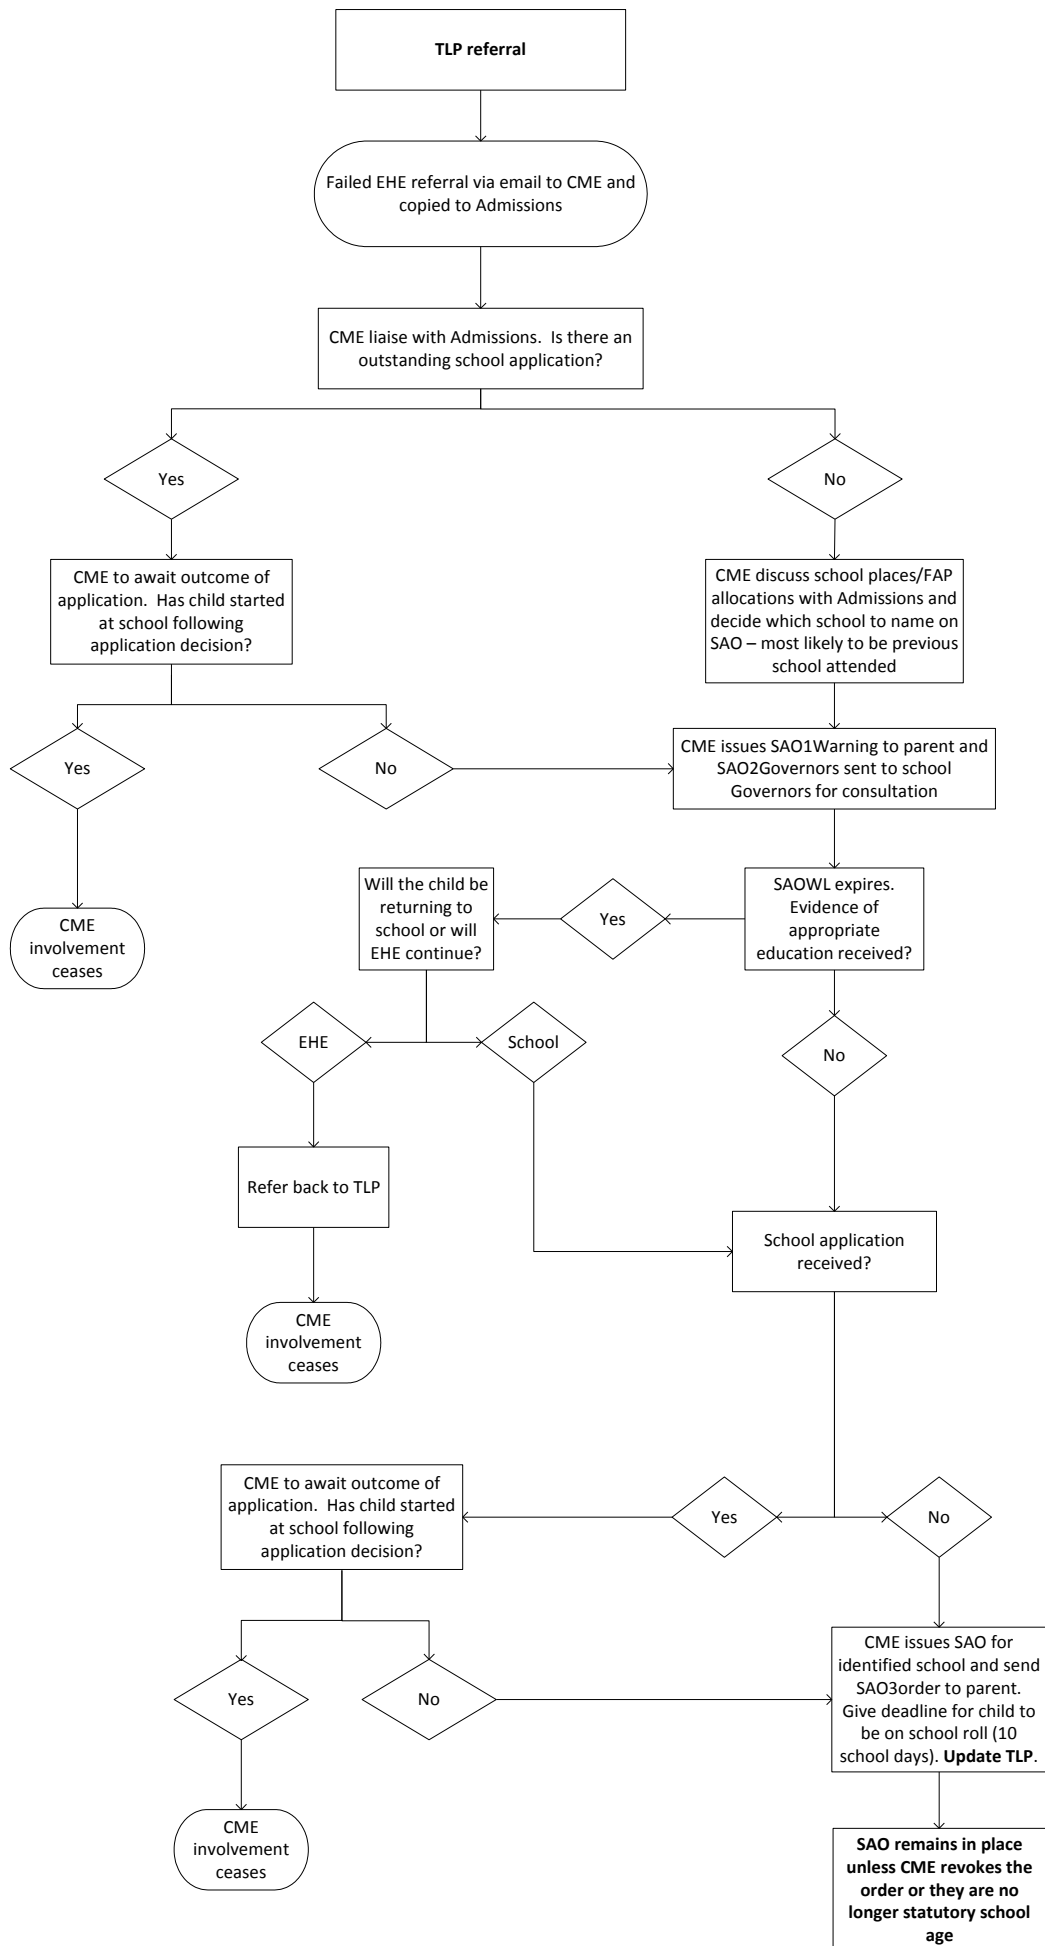 TLP referral
Failed EHE referral via email to CME and
copied to Admissions
CME liaise with Admissions.  Is there an
outstanding school application?
Yes
No
CME to await outcome of
application.  Has child started
at school following
application decision?
CME discuss school places/FAP
allocations with Admissions and
decide which school to name on
SAO – most likely to be previous
school attended
Yes
No
CME issues SAO1Warning to parent and
SAO2Governors sent to school
Governors for consultation
CME
involvement
ceases
Will the child be
returning to
school or will
EHE continue?
Yes
SAOWL expires.
Evidence of
appropriate
education received?
EHE
School
No
Refer back to TLP
School application
received?
CME
involvement
ceases
CME to await outcome of
application.  Has child started
at school following
application decision?
Yes
No
Yes
No
CME issues SAO for
identified school and send
SAO3order to parent.
Give deadline for child to
be on school roll (10
school days). Update TLP.
CME
involvement
ceases
SAO remains in place
unless CME revokes the
order or they are no
longer statutory school
age